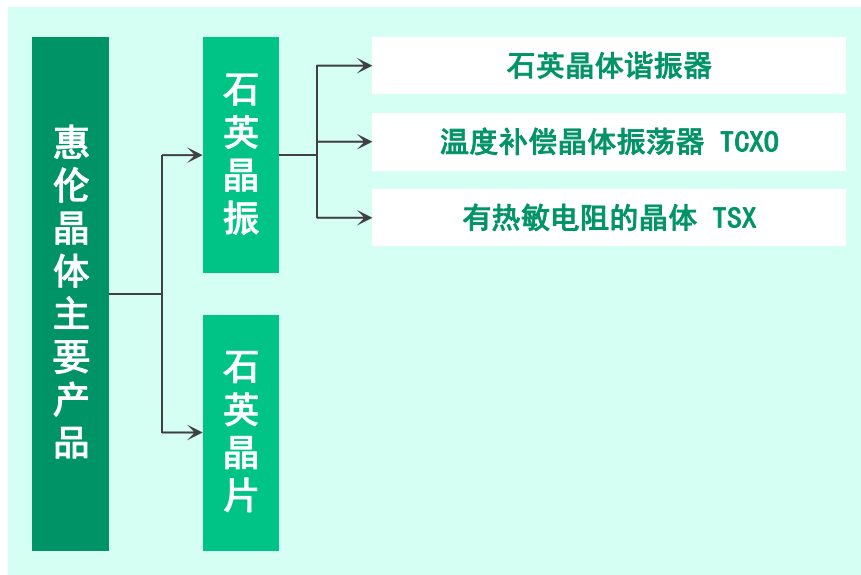 惠伦晶体主要产品
石英晶振
石英晶体谐振器
温度补偿晶体振荡器 TCXO
有热敏电阻的晶体 TSX
石英晶片